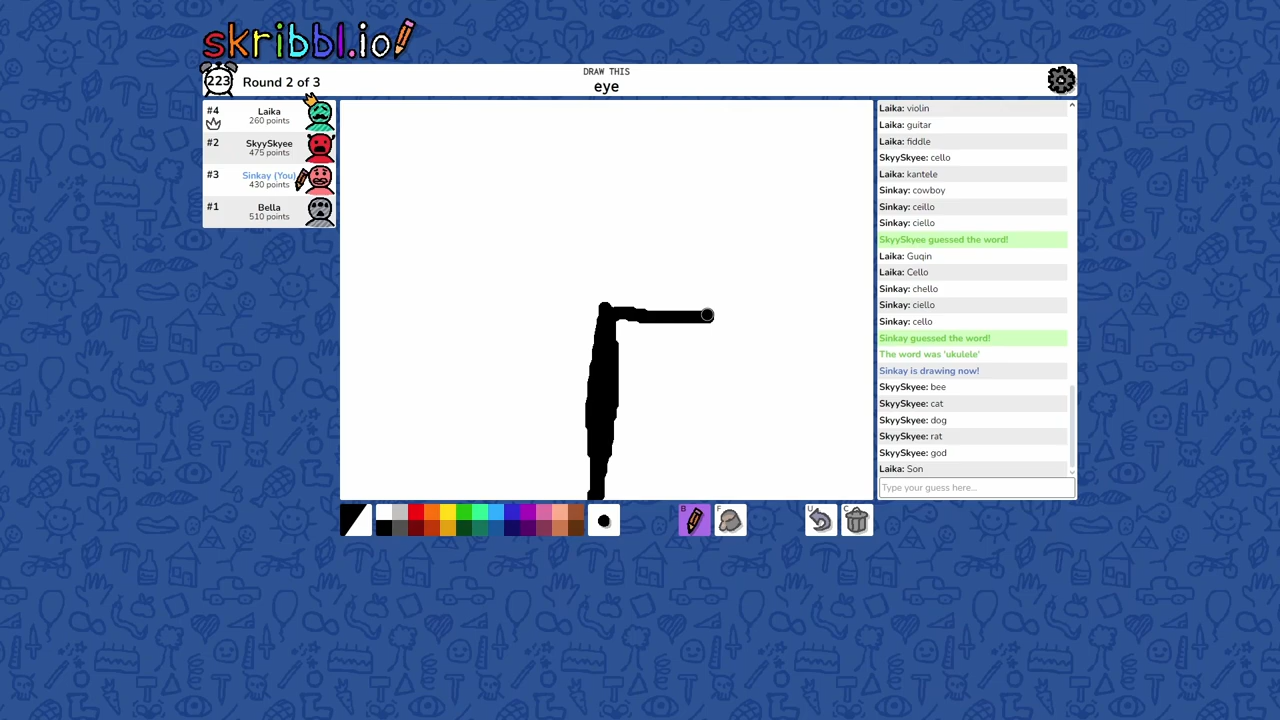 skribbl.io
223
Round 2 of 3
DRAW THIS
eye
#4
Laika
260 points
#2
SkyySkyee
475 points
#3
Sinkay (You)
430 points
#1
Bella
510 points
Laika: violin
Laika: guitar
Laika: fiddle
SkyySkyee: cello
Laika: kantele
Sinkay: cowboy
Sinkay: ceillo
Sinkay: ciello
SkyySkyee guessed the word!
Laika: Guqin
Laika: Cello
Sinkay: chello
Sinkay: ciello
Sinkay: cello
Sinkay guessed the word!
The word was 'ukulele'
Sinkay is drawing now!
SkyySkyee: bee
SkyySkyee: cat
SkyySkyee: dog
SkyySkyee: rat
SkyySkyee: god
Laika: Son
Type your guess here...
B
F
U
C